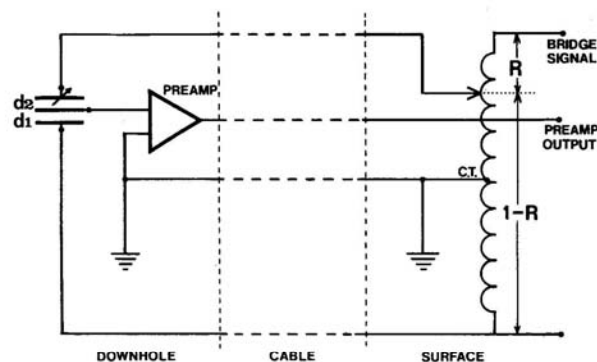 BRIDGE
SIGNAL
R
PREAMP
d2
d1
PREAMP
OUTPUT
C.T.
1-R
DOWNHOLE
CABLE
SURFACE